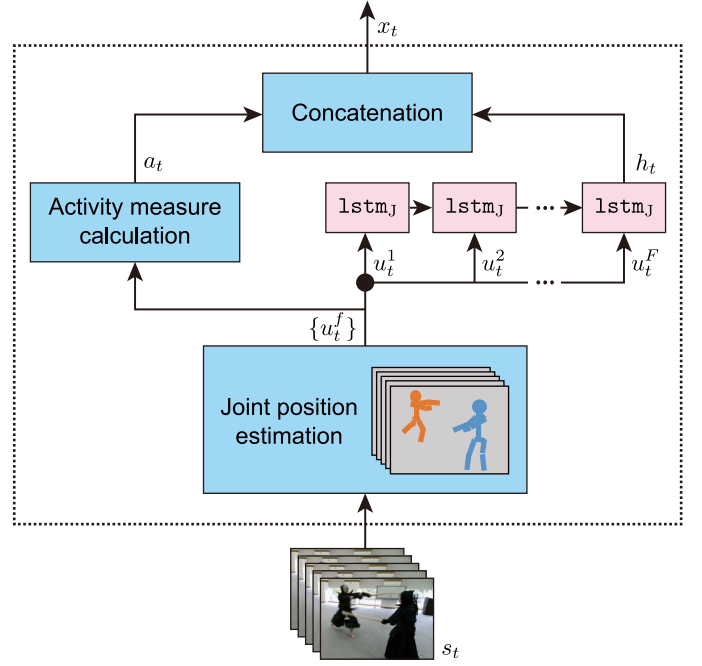 x_t
Concatenation
a_t
h_t
Activity measure
calculation
lstm_J
lstm_J
...
lstm_J
u_t^1
u_t^2
...
u_t^F
{u_t^f}
Joint position
estimation
s_t